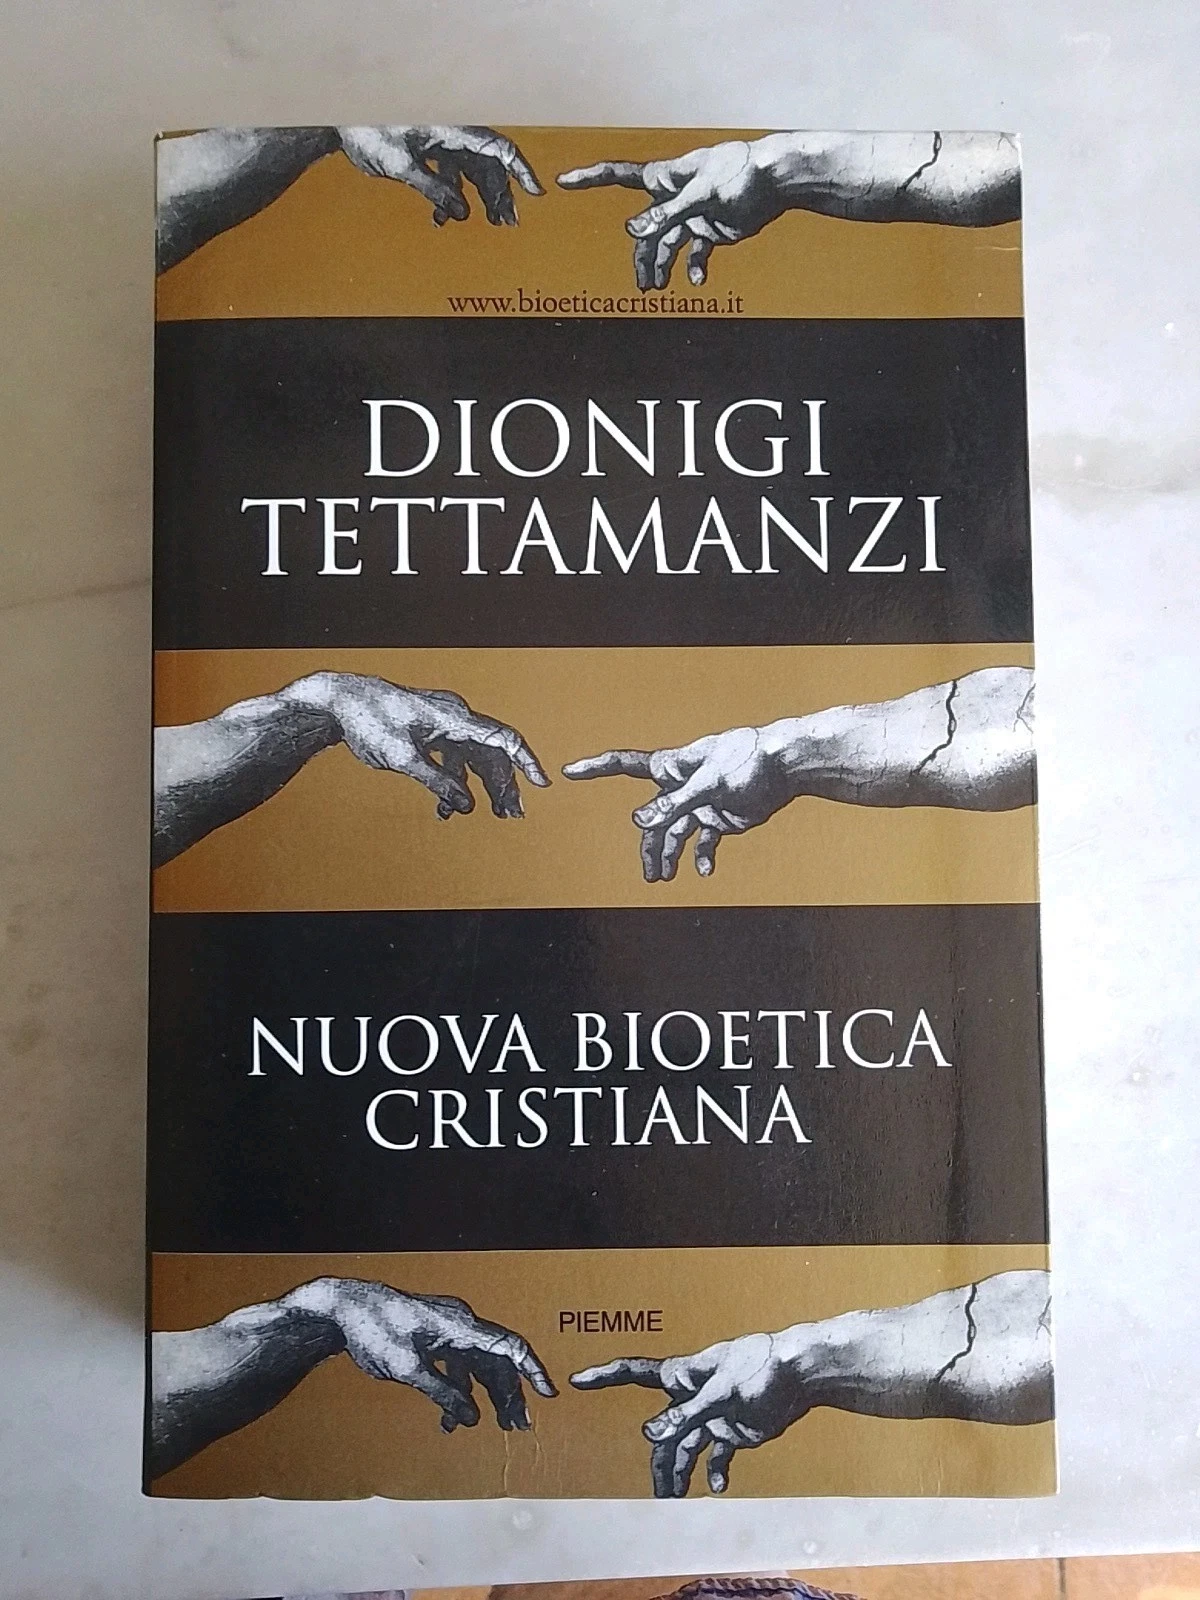 www.bioeticacristiana.it
DIONIGI
TETTAMANZI
NUOVA BIOETICA
CRISTIANA
PIEMME